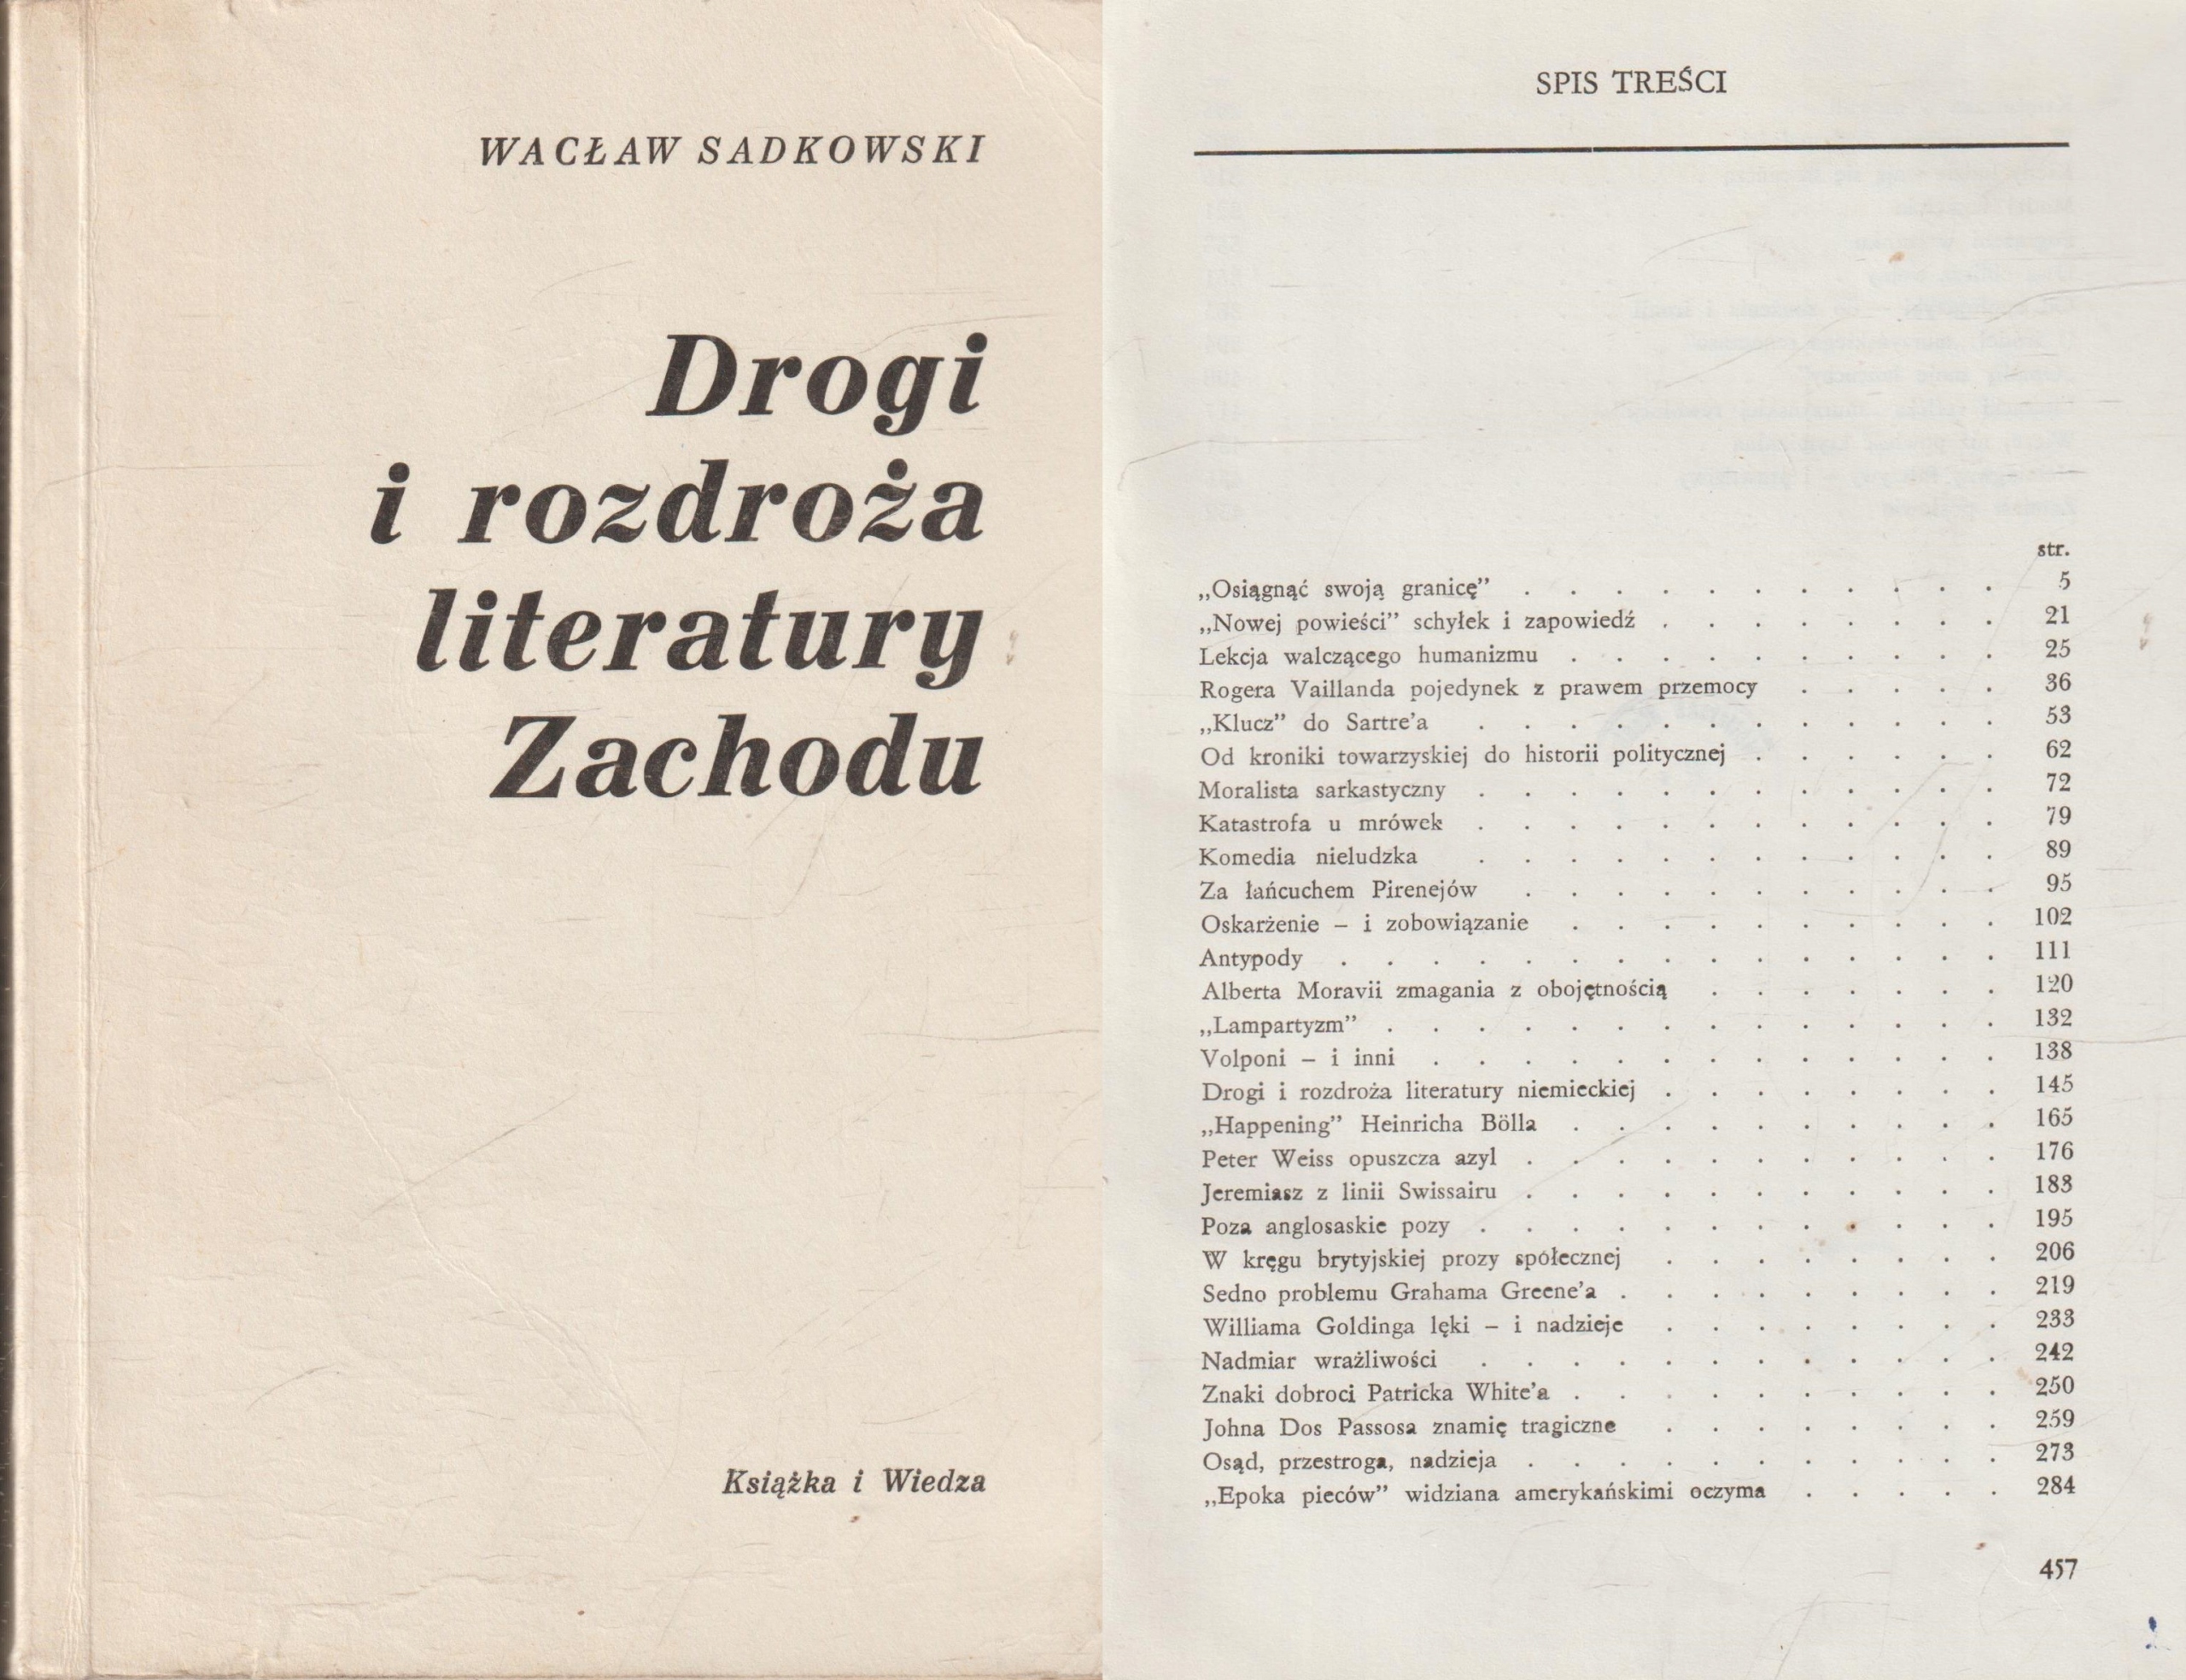 WACŁAW SADKOWSKI
Drogi
i rozdroża
literatury
Zachodu
Książka i Wiedza
SPIS TREŚCI
str.
„Osiągnąć swoją granicę” . . . . . . . . . . . 5
„Nowej powieści” schyłek i zapowiedź . . . . . . . . 21
Lekcja walczącego humanizmu . . . . . . . . . . 25
Rogera Vaillanda pojedynek z prawem przemocy . . . . . 36
„Klucz” do Sartre’a . . . . . . . . . . . . 53
Od kroniki towarzyskiej do historii politycznej . . . . . . 62
Moralista sarkastyczny . . . . . . . . . . . . 72
Katastrofa u mrówek . . . . . . . . . . . . 79
Komedia nieludzka . . . . . . . . . . . . 89
Za łańcuchem Pirenejów . . . . . . . . . . . 95
Oskarżenie – i zobowiązanie . . . . . . . . . . 102
Antypody . . . . . . . . . . . . . . . 111
Alberta Moravii zmagania z obojętnością . . . . . . . 120
„Lampartyzm” . . . . . . . . . . . . . . 132
Volponi – i inni . . . . . . . . . . . . . 138
Drogi i rozdroża literatury niemieckiej . . . . . . . . 145
„Happening” Heinricha Bölla . . . . . . . . . . 165
Peter Weiss opuszcza azyl . . . . . . . . . . . 176
Jeremiasz z linii Swissairu . . . . . . . . . . . 183
Poza anglosaskie pozy . . . . . . . . . . . . 195
W kręgu brytyjskiej prozy społecznej . . . . . . . . 206
Sedno problemu Grahama Greene’a . . . . . . . . . 219
Williama Goldinga lęki – i nadzieje . . . . . . . . 233
Nadmiar wrażliwości . . . . . . . . . . . . 242
Znaki dobroci Patricka White’a . . . . . . . . . . 250
Johna Dos Passosa znamię tragiczne . . . . . . . . 259
Osąd, przestroga, nadzieja . . . . . . . . . . . 273
„Epoka pieców” widziana amerykańskimi oczyma . . . . . 284
457